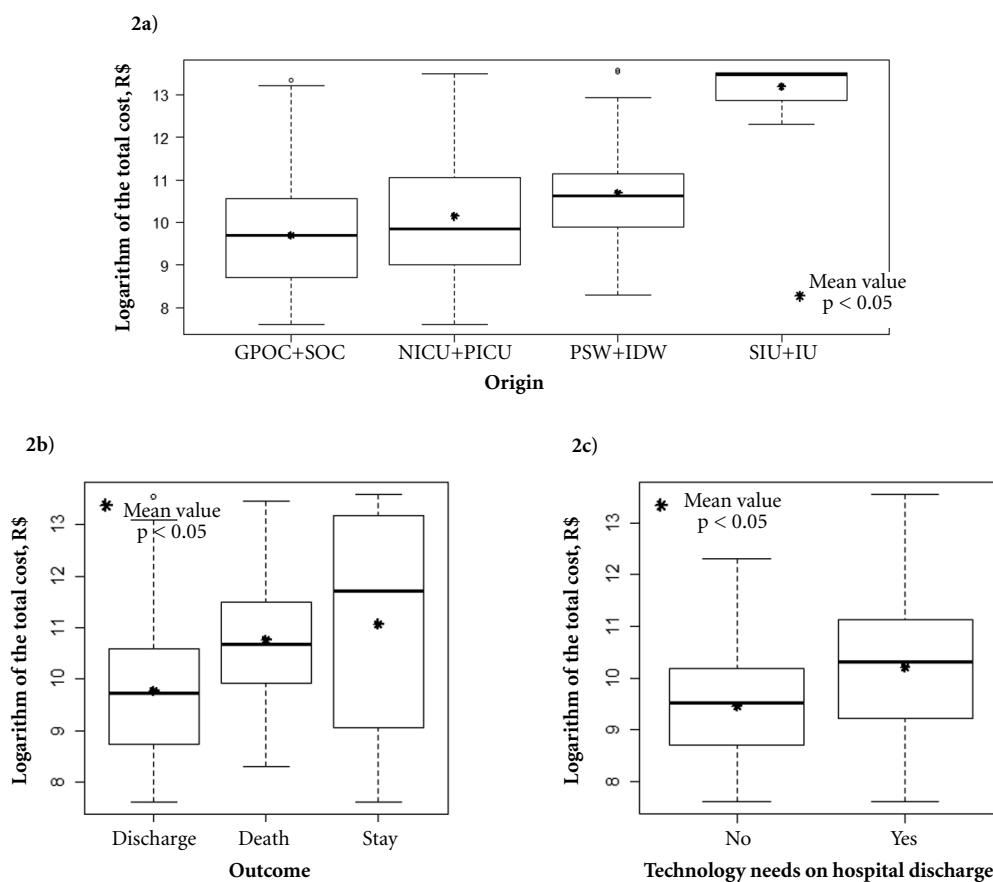 2a)
Logarithm of the total cost, R$
13
12
11
10
9
8
Mean value
p < 0.05
GPOC+SOC NICU+PICU PSW+IDW SIU+IU
Origin
2b)
Logarithm of the total cost, R$
13
12
11
10
9
8
Mean value
p < 0.05
Discharge Death Stay
Outcome
2c)
Logarithm of the total cost, R$
13
12
11
10
9
8
Mean value
p < 0.05
No Yes
Technology needs on hospital discharge